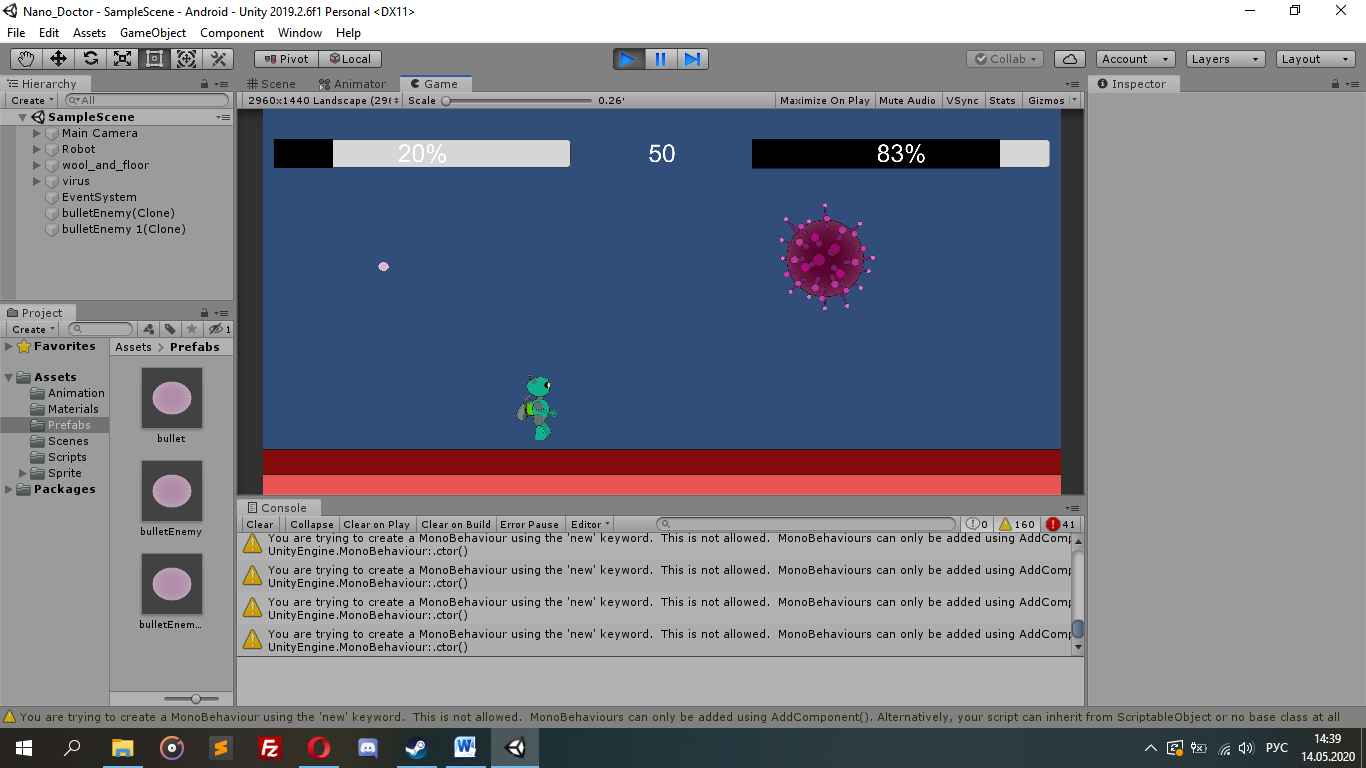 Nano_Doctor - SampleScene - Android - Unity 2019.2.6f1 Personal <DX11>
File Edit Assets GameObject Component Window Help
Pivot Local Collab Account Layers Layout
Hierarchy
Create All
SampleScene
Main Camera
Robot
wool_and_floor
virus
EventSystem
bulletEnemy(Clone)
bulletEnemy 1(Clone)
Scene Animator Game
2960x1440 Landscape (296 Scale 0.26' Maximize On Play Mute Audio VSync Stats Gizmos
20% 50 83%
Inspector
Project
Create 1
Favorites
Assets
Animation
Materials
Prefabs
Scenes
Scripts
Sprite
Packages
Assets > Prefabs
bullet
bulletEnemy
bulletEnem...
Console
Clear Collapse Clear on Play Clear on Build Error Pause Editor 0 160 41
You are trying to create a MonoBehaviour using the 'new' keyword. This is not allowed. MonoBehaviours can only be added using AddComp
UnityEngine.MonoBehaviour:.ctor()
You are trying to create a MonoBehaviour using the 'new' keyword. This is not allowed. MonoBehaviours can only be added using AddComp
UnityEngine.MonoBehaviour:.ctor()
You are trying to create a MonoBehaviour using the 'new' keyword. This is not allowed. MonoBehaviours can only be added using AddComp
UnityEngine.MonoBehaviour:.ctor()
You are trying to create a MonoBehaviour using the 'new' keyword. This is not allowed. MonoBehaviours can only be added using AddComp
UnityEngine.MonoBehaviour:.ctor()
You are trying to create a MonoBehaviour using the 'new' keyword. This is not allowed. MonoBehaviours can only be added using AddComponent(). Alternatively, your script can inherit from ScriptableObject or no base class at all
РУС
14:39
14.05.2020